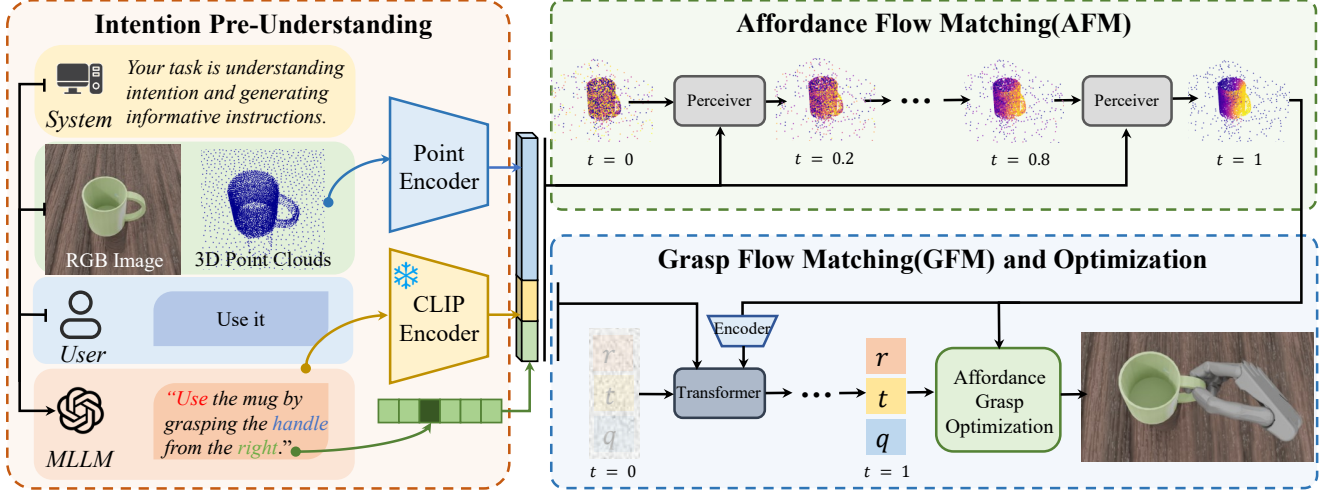 Intention Pre-Understanding
System
Your task is understanding
intention and generating
informative instructions.
RGB Image
3D Point Clouds
User
Use it
MLLM
“Use the mug by
grasping the handle
from the right.”
Point
Encoder
CLIP
Encoder
Affordance Flow Matching(AFM)
Perceiver
Perceiver
t = 0
t = 0.2
t = 0.8
t = 1
Grasp Flow Matching(GFM) and Optimization
Encoder
r
t
q
t = 0
Transformer
r
t
q
t = 1
Affordance
Grasp
Optimization